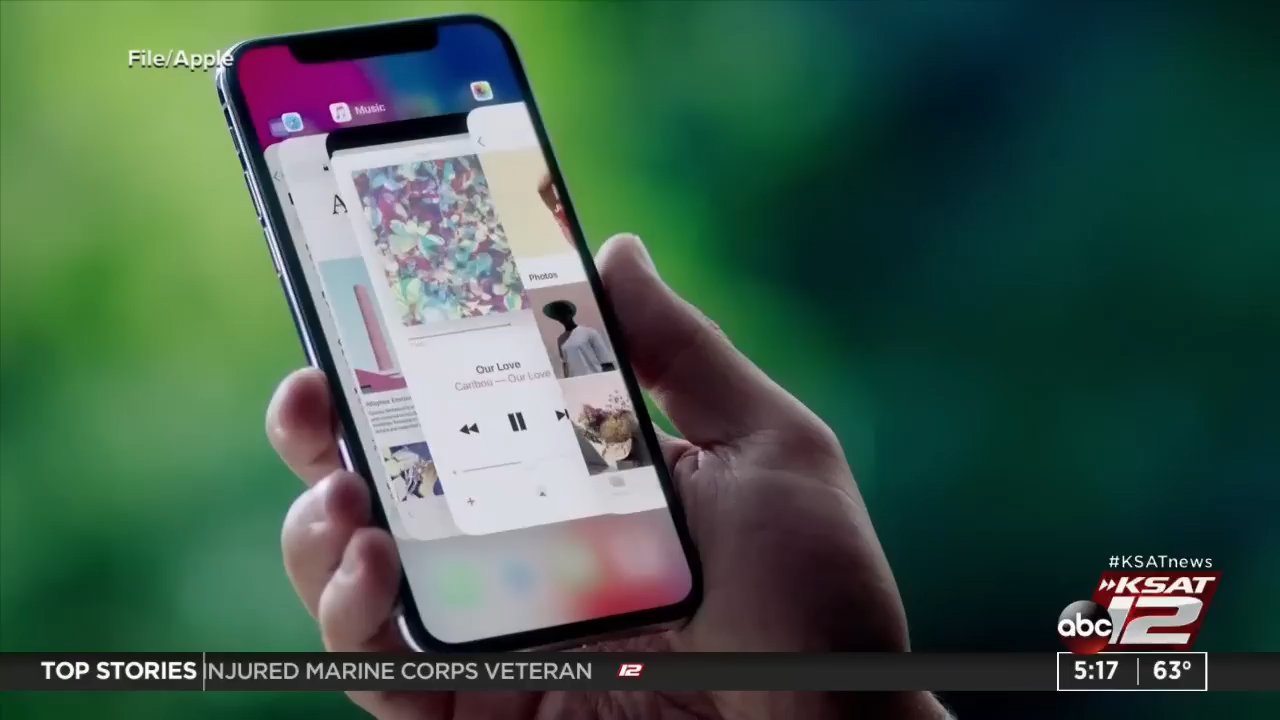 File/Apple
Music
A
Photos
Our Love
Caribou — Our Love
#KSATnews
KSAT
abc 12
TOP STORIES INJURED MARINE CORPS VETERAN 12
5:17 63°